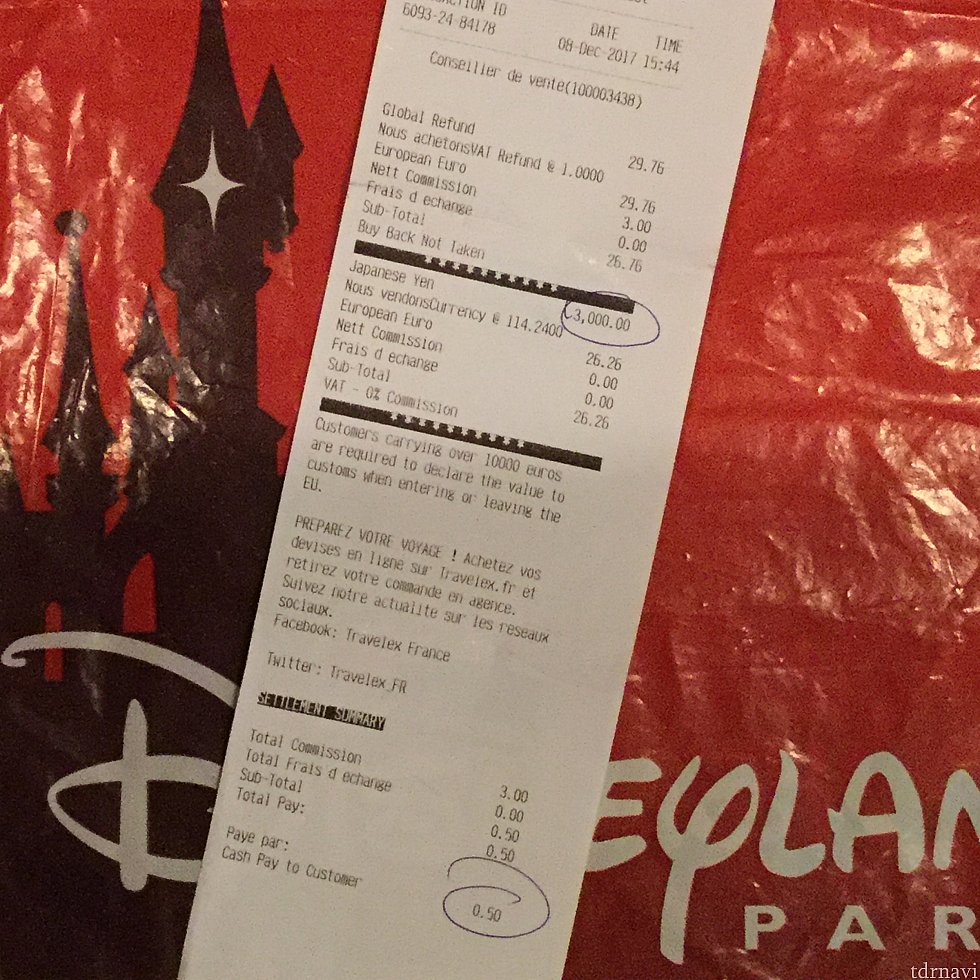 ACTION ID DATE TIME
6093-24-84178 08-Dec-2017 15:44
Conseiller de vente(100003438)
Global Refund 29.76
Nous achetonsVAT Refund @ 1.0000
European Euro 29.76
Nett Commission 3.00
Frais d echange 0.00
Sub-Total 26.76
Buy Back Not Taken
Japanese Yen 3,000.00
Nous vendonsCurrency @ 114.2400
European Euro 26.26
Nett Commission 0.00
Frais d echange 0.00
Sub-Total 26.26
VAT - 0% Commission
Customers carrying over 10000 euros
are required to declare the value to
customs when entering or leaving the
EU.
PREPAREZ VOTRE VOYAGE ! Achetez vos
devises en ligne sur Travelex.fr et
retirez votre commande en agence.
Suivez notre actualite sur les reseaux
sociaux.
Facebook: Travelex France
Twitter: Travelex_FR
SETTLEMENT SUMMARY
Total Commission 3.00
Total Frais d echange 0.00
Sub-Total 0.50
Total Pay: 0.50
Paye par:
Cash Pay to Customer 0.50
D EYLAN
PAR
tdrnavi